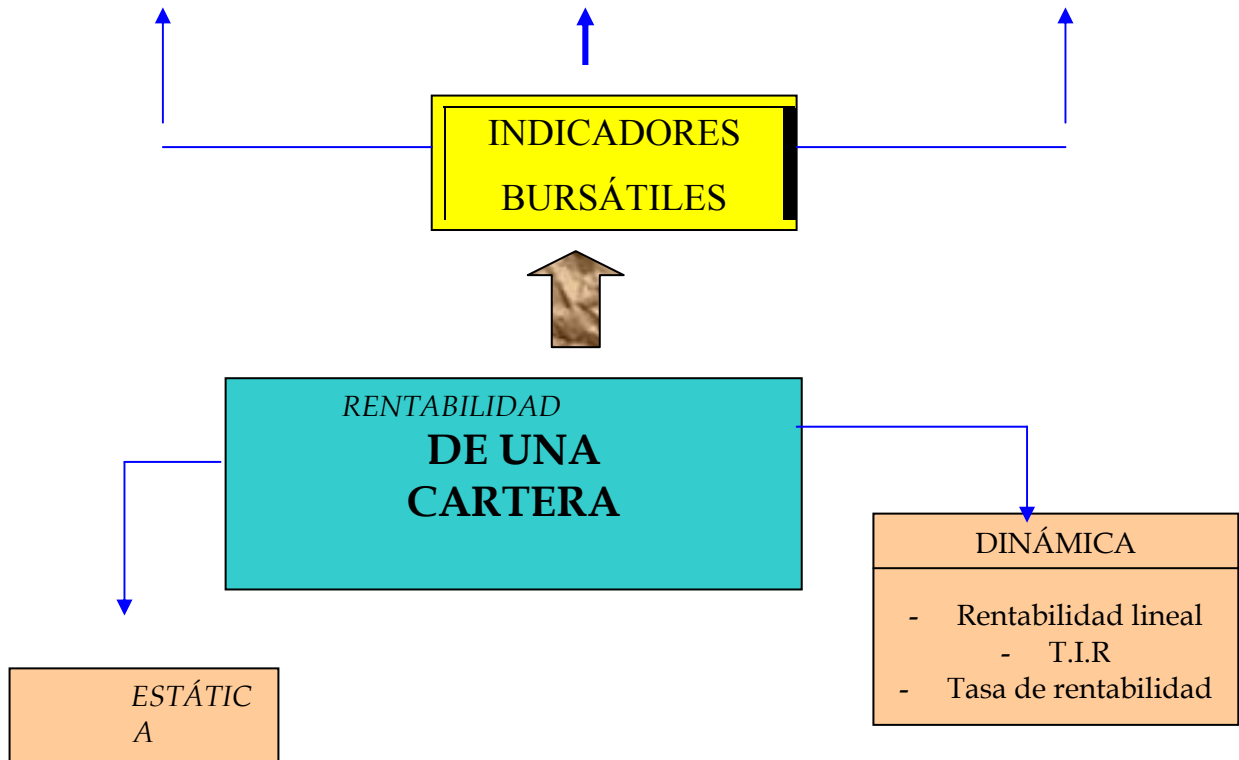 INDICADORES
BURSÁTILES
RENTABILIDAD
DE UNA
CARTERA
DINÁMICA
- Rentabilidad lineal
- T.I.R
- Tasa de rentabilidad
ESTÁTIC
A